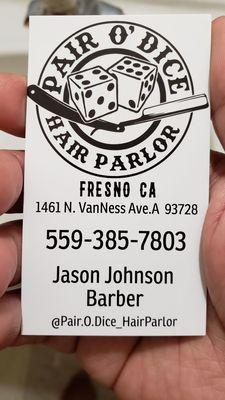 PAIR O' DICE
HAIR PARLOR
FRESNO CA
1461 N. VanNess Ave.A 93728
559-385-7803
Jason Johnson
Barber
@Pair.O.Dice_HairParlor